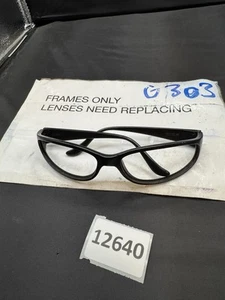 G303
FRAMES ONLY
LENSES NEED REPLACING
12640